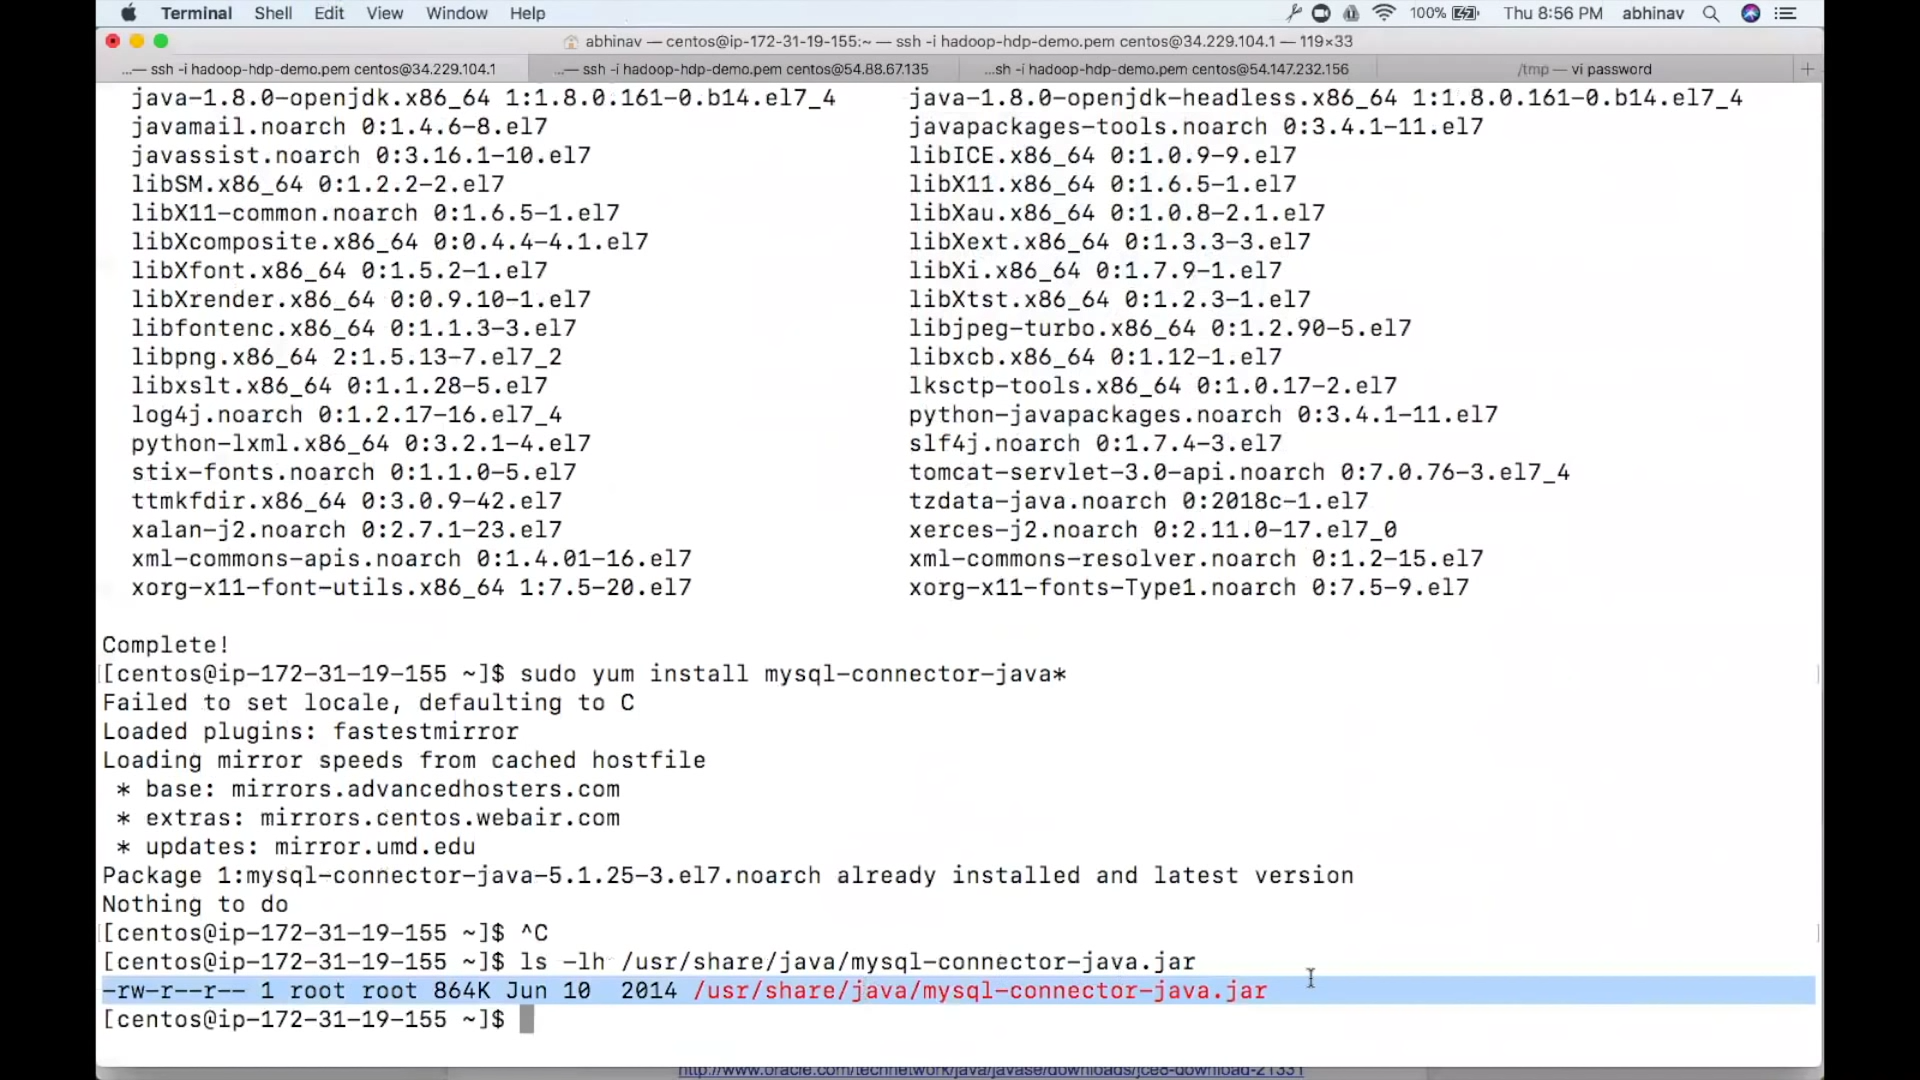 Terminal Shell Edit View Window Help 100% Thu 8:56 PM abhinav
abhinav — centos@ip-172-31-19-155:~ — ssh -i hadoop-hdp-demo.pem centos@34.229.104.1 — 119×33
...— ssh -i hadoop-hdp-demo.pem centos@34.229.104.1 ...— ssh -i hadoop-hdp-demo.pem centos@54.88.67.135 ...sh -i hadoop-hdp-demo.pem centos@54.147.232.156 /tmp — vi password +
java-1.8.0-openjdk.x86_64 1:1.8.0.161-0.b14.el7_4 java-1.8.0-openjdk-headless.x86_64 1:1.8.0.161-0.b14.el7_4
javamail.noarch 0:1.4.6-8.el7 javapackages-tools.noarch 0:3.4.1-11.el7
javassist.noarch 0:3.16.1-10.el7 libICE.x86_64 0:1.0.9-9.el7
libSM.x86_64 0:1.2.2-2.el7 libX11.x86_64 0:1.6.5-1.el7
libX11-common.noarch 0:1.6.5-1.el7 libXau.x86_64 0:1.0.8-2.1.el7
libXcomposite.x86_64 0:0.4.4-4.1.el7 libXext.x86_64 0:1.3.3-3.el7
libXfont.x86_64 0:1.5.2-1.el7 libXi.x86_64 0:1.7.9-1.el7
libXrender.x86_64 0:0.9.10-1.el7 libXtst.x86_64 0:1.2.3-1.el7
libfontenc.x86_64 0:1.1.3-3.el7 libjpeg-turbo.x86_64 0:1.2.90-5.el7
libpng.x86_64 2:1.5.13-7.el7_2 libxcb.x86_64 0:1.12-1.el7
libxslt.x86_64 0:1.1.28-5.el7 lksctp-tools.x86_64 0:1.0.17-2.el7
log4j.noarch 0:1.2.17-16.el7_4 python-javapackages.noarch 0:3.4.1-11.el7
python-lxml.x86_64 0:3.2.1-4.el7 slf4j.noarch 0:1.7.4-3.el7
stix-fonts.noarch 0:1.1.0-5.el7 tomcat-servlet-3.0-api.noarch 0:7.0.76-3.el7_4
ttmkfdir.x86_64 0:3.0.9-42.el7 tzdata-java.noarch 0:2018c-1.el7
xalan-j2.noarch 0:2.7.1-23.el7 xerces-j2.noarch 0:2.11.0-17.el7_0
xml-commons-apis.noarch 0:1.4.01-16.el7 xml-commons-resolver.noarch 0:1.2-15.el7
xorg-x11-font-utils.x86_64 1:7.5-20.el7 xorg-x11-fonts-Type1.noarch 0:7.5-9.el7
Complete!
[centos@ip-172-31-19-155 ~]$ sudo yum install mysql-connector-java*
Failed to set locale, defaulting to C
Loaded plugins: fastestmirror
Loading mirror speeds from cached hostfile
* base: mirrors.advancedhosters.com
* extras: mirrors.centos.webair.com
* updates: mirror.umd.edu
Package 1:mysql-connector-java-5.1.25-3.el7.noarch already installed and latest version
Nothing to do
[centos@ip-172-31-19-155 ~]$ ^C
[centos@ip-172-31-19-155 ~]$ ls -lh /usr/share/java/mysql-connector-java.jar
-rw-r--r-- 1 root root 864K Jun 10 2014 /usr/share/java/mysql-connector-java.jar
[centos@ip-172-31-19-155 ~]$
http://www.oracle.com/technetwork/java/javase/downloads/jce8-download-21331